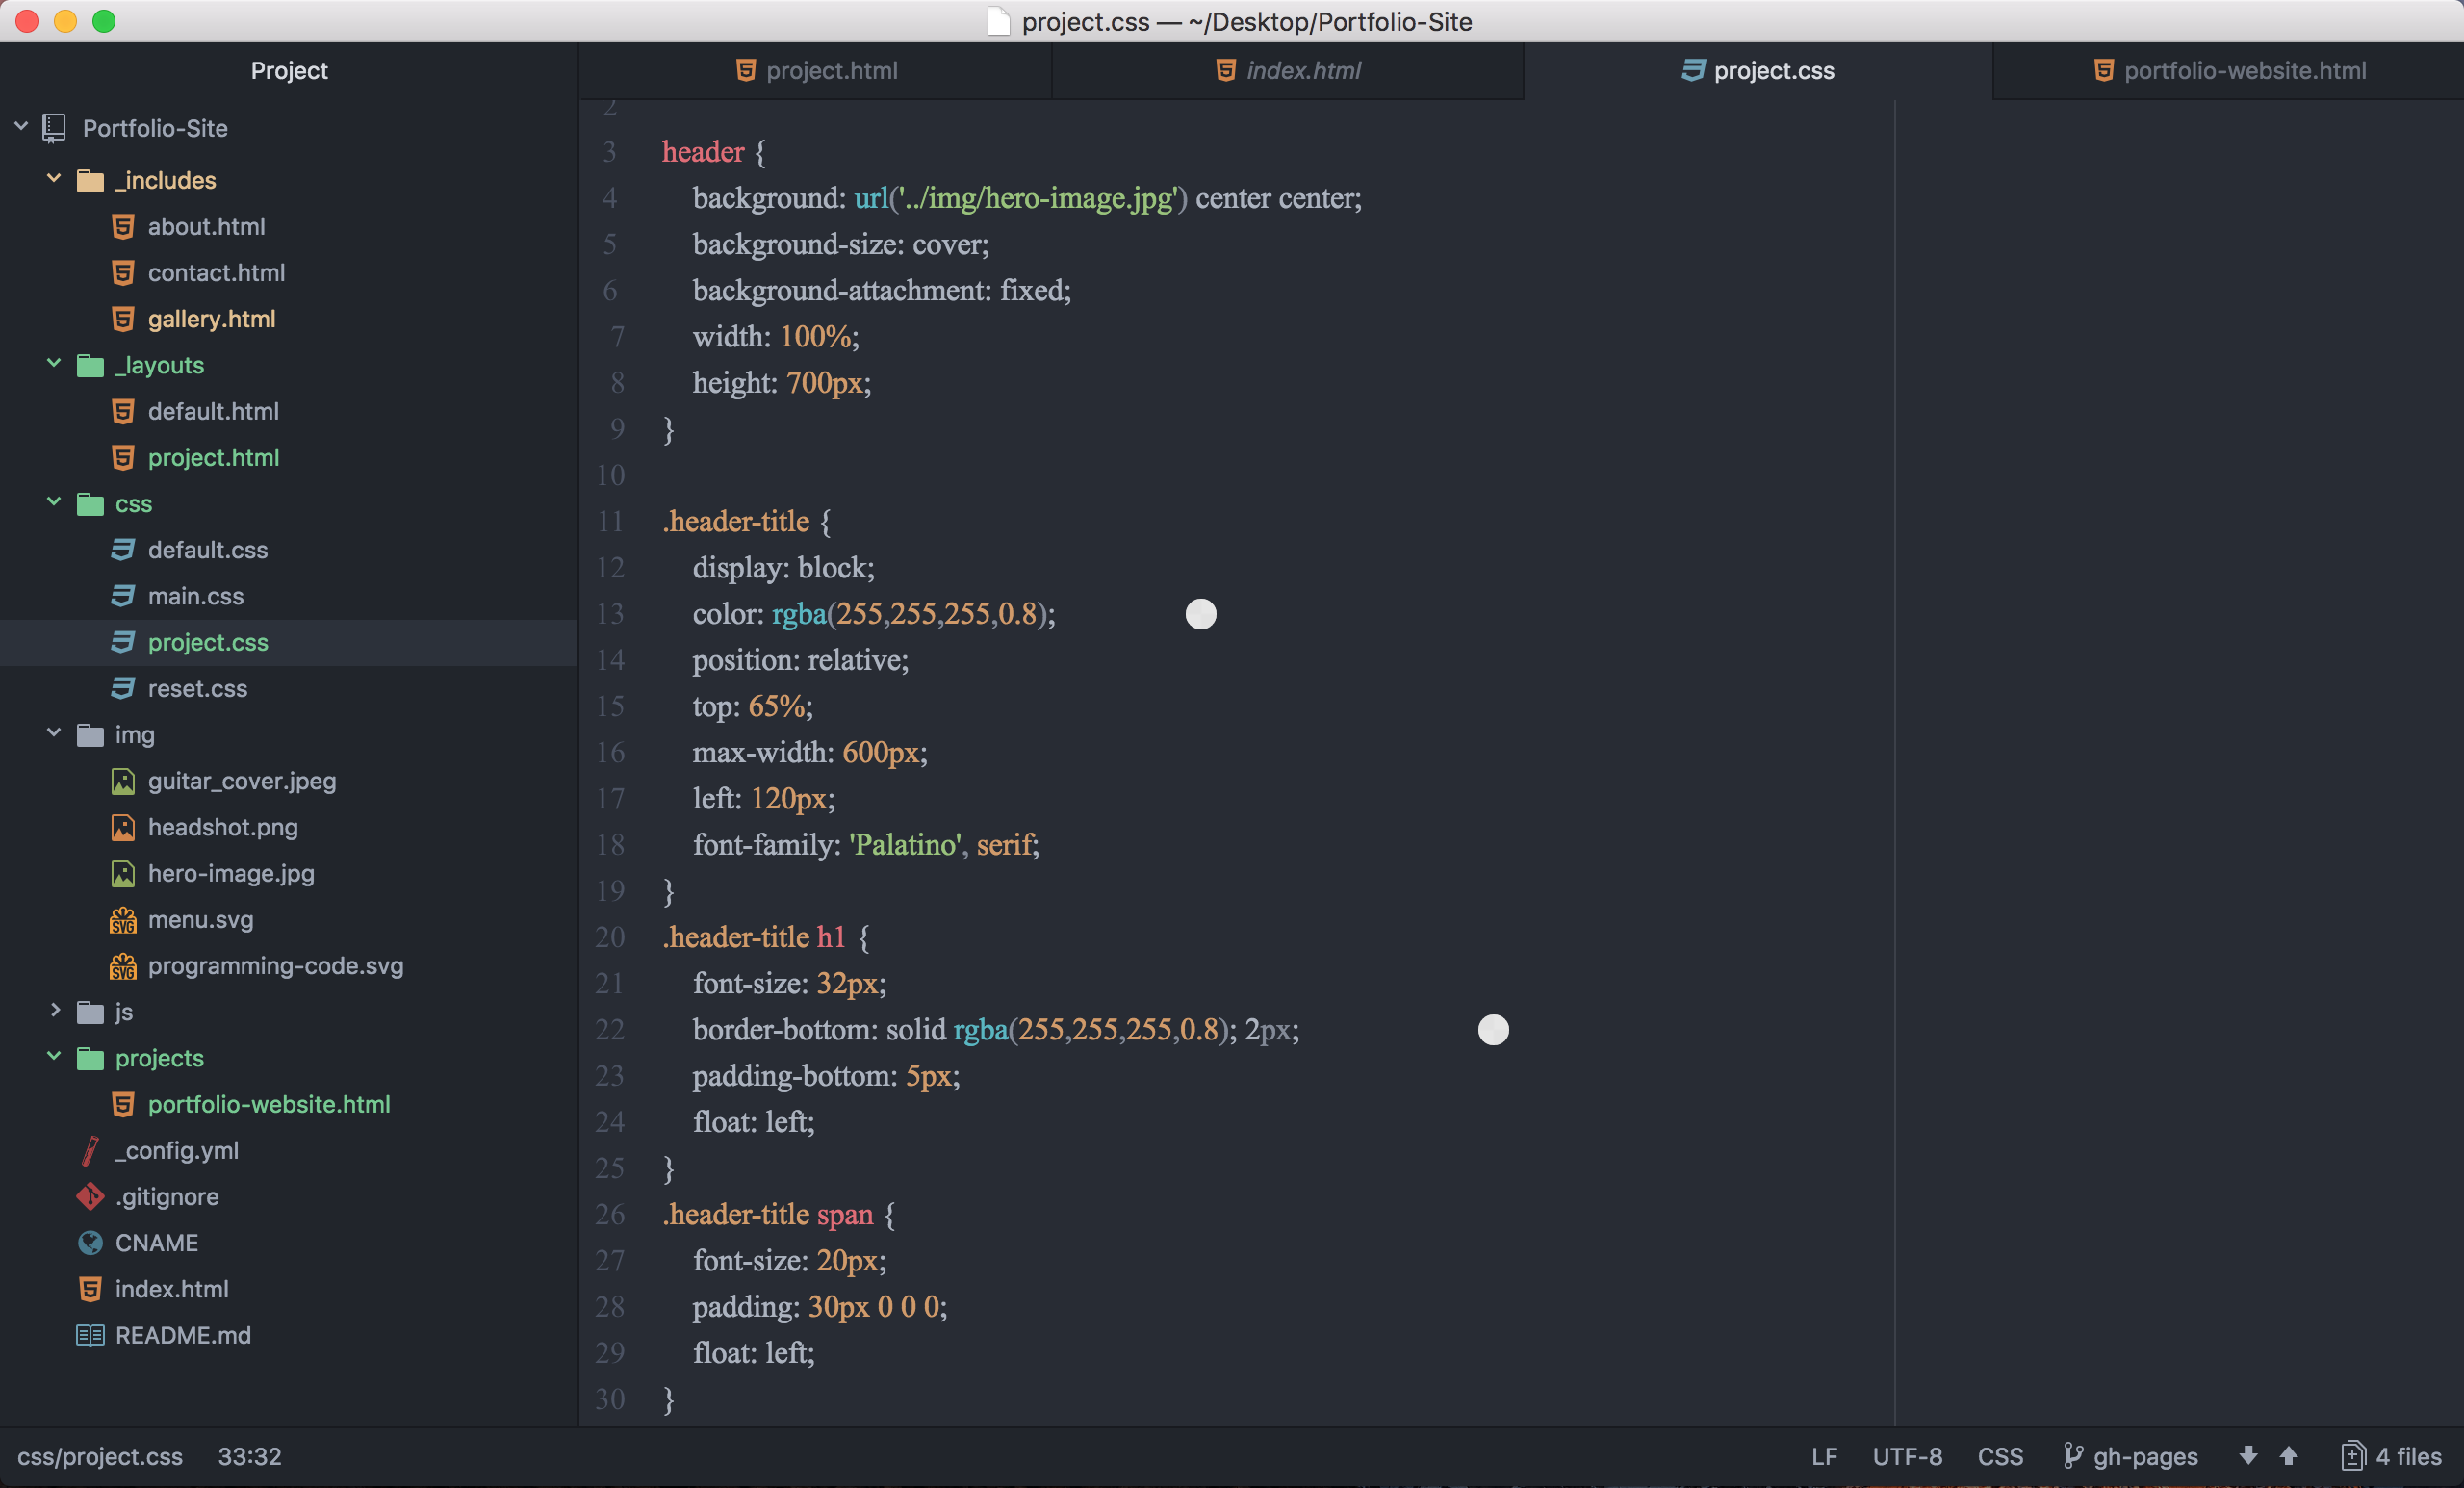 project.css — ~/Desktop/Portfolio-Site
Project
project.html
index.html
project.css
portfolio-website.html
Portfolio-Site
_includes
about.html
contact.html
gallery.html
_layouts
default.html
project.html
css
default.css
main.css
project.css
reset.css
img
guitar_cover.jpeg
headshot.png
hero-image.jpg
SVG menu.svg
SVG programming-code.svg
js
projects
portfolio-website.html
_config.yml
.gitignore
CNAME
index.html
README.md
2
3 header {
4 background: url('../img/hero-image.jpg') center center;
5 background-size: cover;
6 background-attachment: fixed;
7 width: 100%;
8 height: 700px;
9 }
10
11 .header-title {
12 display: block;
13 color: rgba(255,255,255,0.8);
14 position: relative;
15 top: 65%;
16 max-width: 600px;
17 left: 120px;
18 font-family: 'Palatino', serif;
19 }
20 .header-title h1 {
21 font-size: 32px;
22 border-bottom: solid rgba(255,255,255,0.8); 2px;
23 padding-bottom: 5px;
24 float: left;
25 }
26 .header-title span {
27 font-size: 20px;
28 padding: 30px 0 0 0;
29 float: left;
30 }
css/project.css 33:32
LF UTF-8 CSS gh-pages 4 files